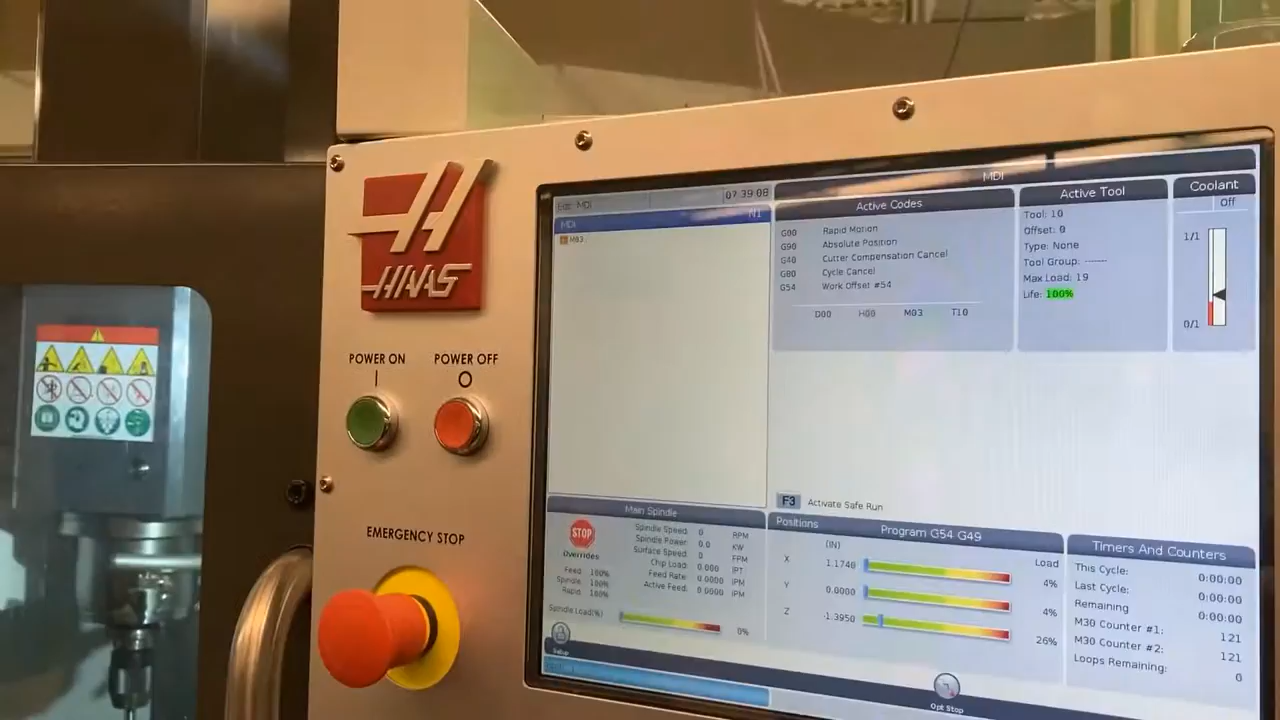 HAAS
POWER ON
POWER OFF
EMERGENCY STOP
Edit: MDI
07:39:08
MDI
MDI N1
M03
Active Codes
G00 Rapid Motion
G90 Absolute Position
G40 Cutter Compensation Cancel
G80 Cycle Cancel
G54 Work Offset #54
D00 H00 M03 T10
Active Tool
Tool: 10
Offset: 0
Type: None
Tool Group: ------
Max Load: 19
Life: 100%
Coolant
Off
1/1
0/1
F3 Activate Safe Run
Main Spindle
STOP
Overrides
Feed 100%
Spindle 100%
Rapid 100%
Spindle Speed: 0 RPM
Spindle Power: 0.0 KW
Surface Speed: 0 FPM
Chip Load: 0.000 IPT
Feed Rate: 0.0000 IPM
Active Feed: 0.0000 IPM
Spindle Load(%) 0%
Setup
Positions Program G54 G49
(IN) Load
X 1.1740 4%
Y 0.0000 4%
Z -1.3950 26%
Timers And Counters
This Cycle: 0:00:00
Last Cycle: 0:00:00
Remaining 0:00:00
M30 Counter #1: 121
M30 Counter #2: 121
Loops Remaining: 0
Opt Stop